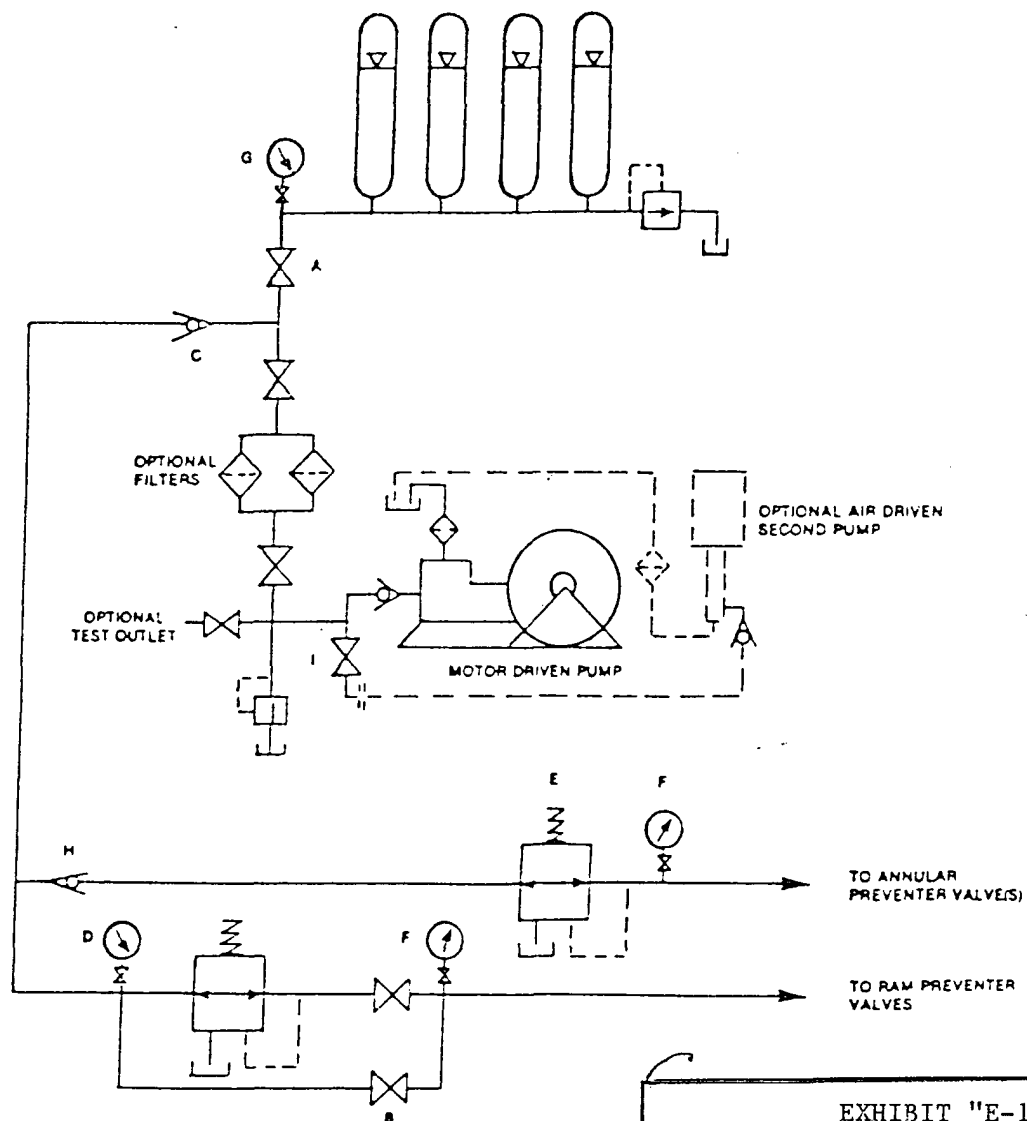 G
A
C
OPTIONAL
FILTERS
OPTIONAL AIR DRIVEN
SECOND PUMP
OPTIONAL
TEST OUTLET
I
MOTOR DRIVEN PUMP
E
F
H
TO ANNULAR
PREVENTER VALVE(S)
D
F
TO RAM PREVENTER
VALVES
B
EXHIBIT "E-1